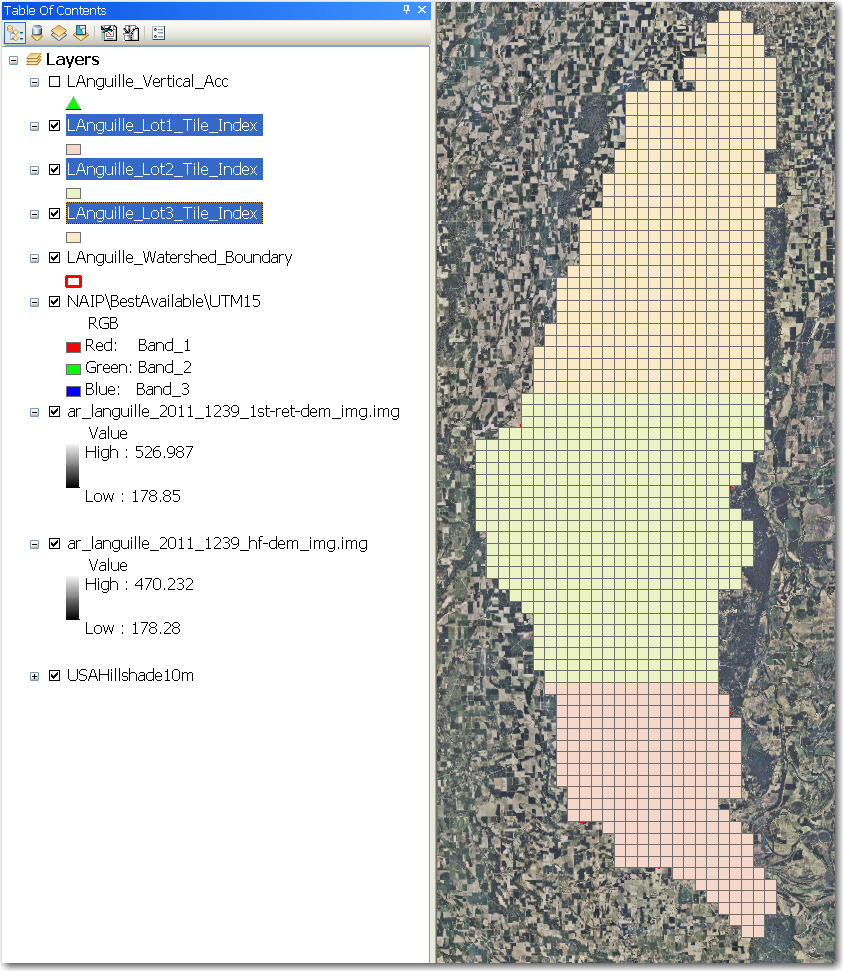 Table Of Contents
Layers
LAnguille_Vertical_Acc
LAnguille_Lot1_Tile_Index
LAnguille_Lot2_Tile_Index
LAnguille_Lot3_Tile_Index
LAnguille_Watershed_Boundary
NAIP\BestAvailable\UTM15
RGB
Red: Band_1
Green: Band_2
Blue: Band_3
ar_languille_2011_1239_1st-ret-dem_img.img
Value
High : 526.987
Low : 178.85
ar_languille_2011_1239_hf-dem_img.img
Value
High : 470.232
Low : 178.28
USAHillshade10m